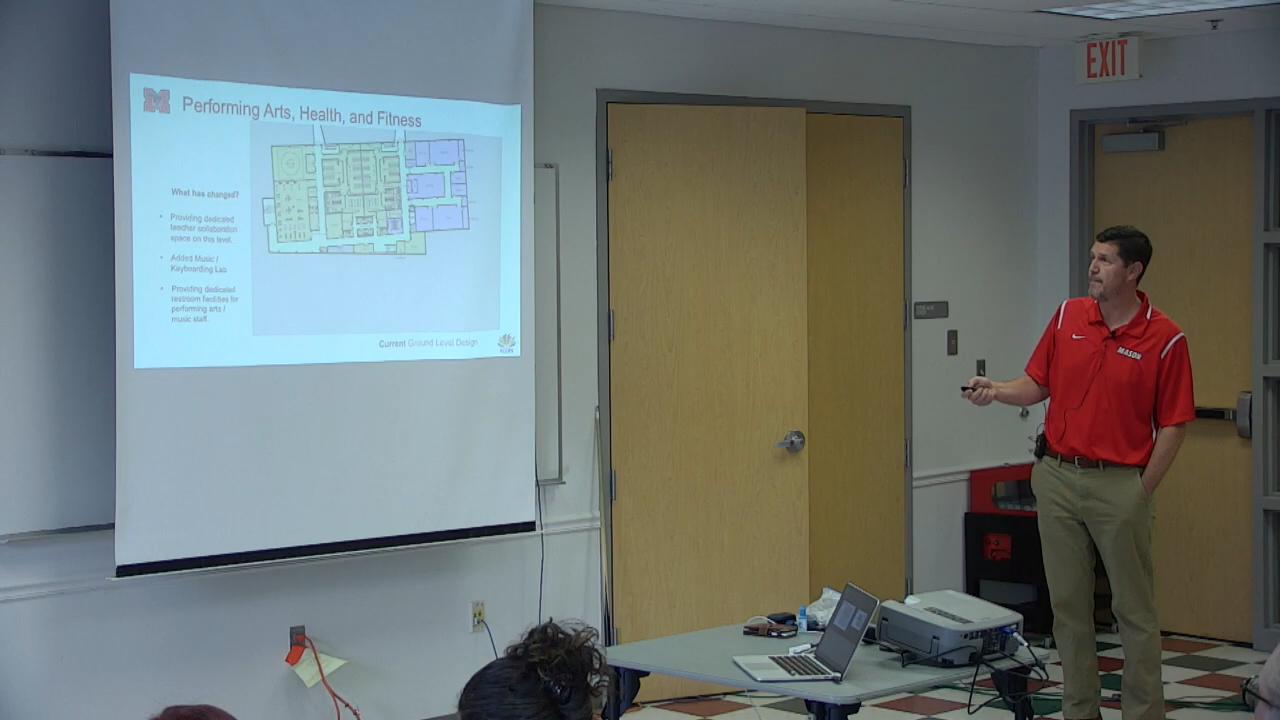 M
Performing Arts, Health, and Fitness
What has changed?
• Providing dedicated
teacher collaboration
space on this level.
• Added Music /
Keyboarding Lab
• Providing dedicated
restroom facilities for
performing arts /
music staff.
Current Ground Level Design
EXIT
MASON